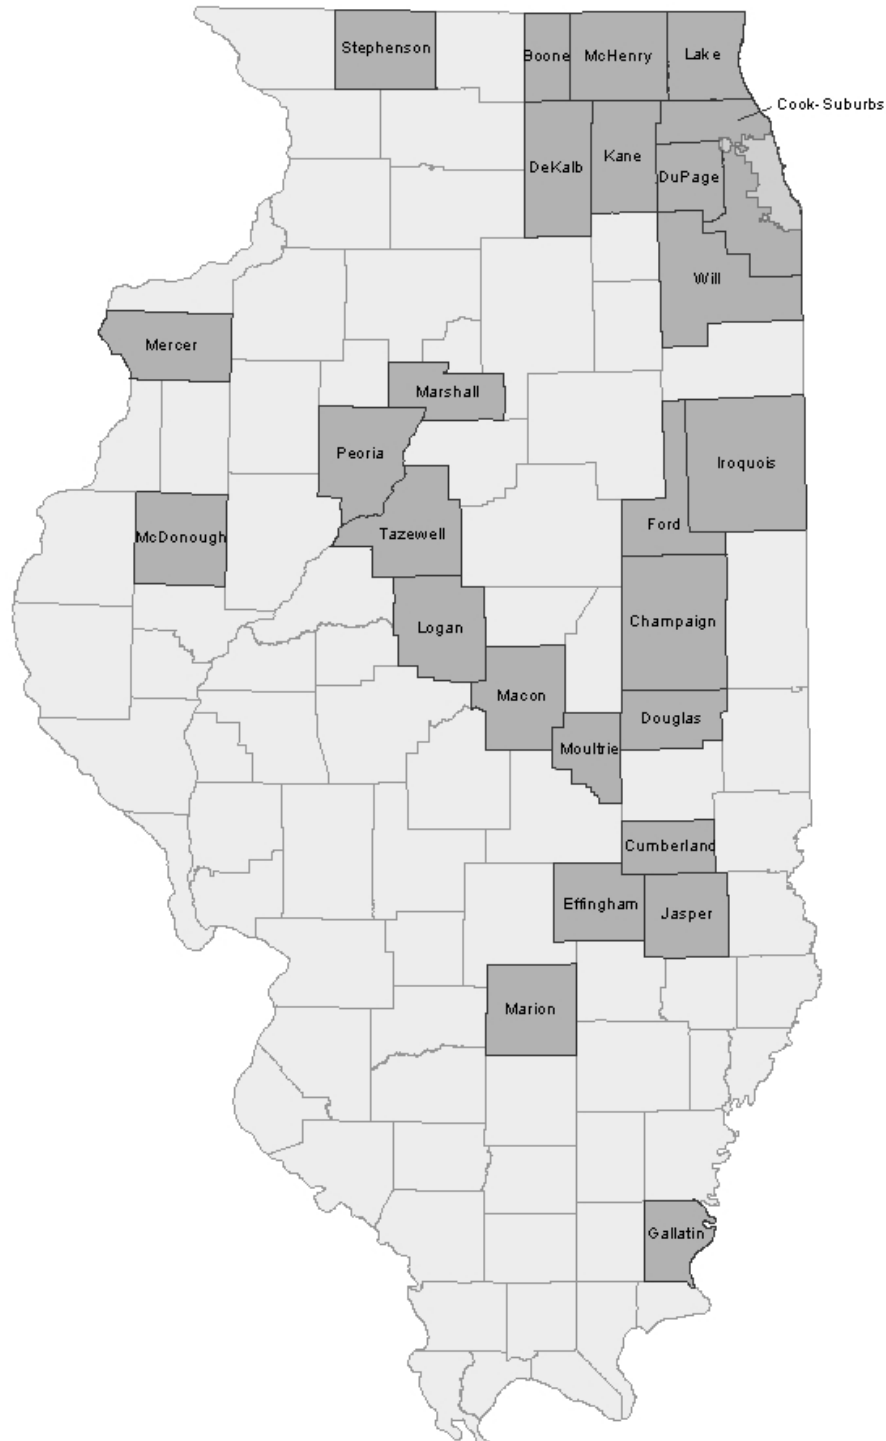 Stephenson
Boone
McHenry
Lake
Cook-Suburbs
DeKalb
Kane
DuPage
Will
Mercer
Marshall
Peoria
Iroquois
McDonough
Tazewell
Ford
Logan
Champaign
Macon
Douglas
Moultrie
Cumberland
Effingham
Jasper
Marion
Gallatin